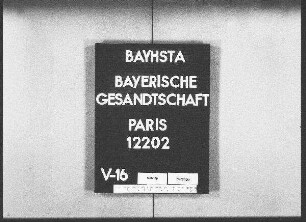 BAYHSTA
BAYERISCHE
GESANDTSCHAFT
PARIS
12202
V-16